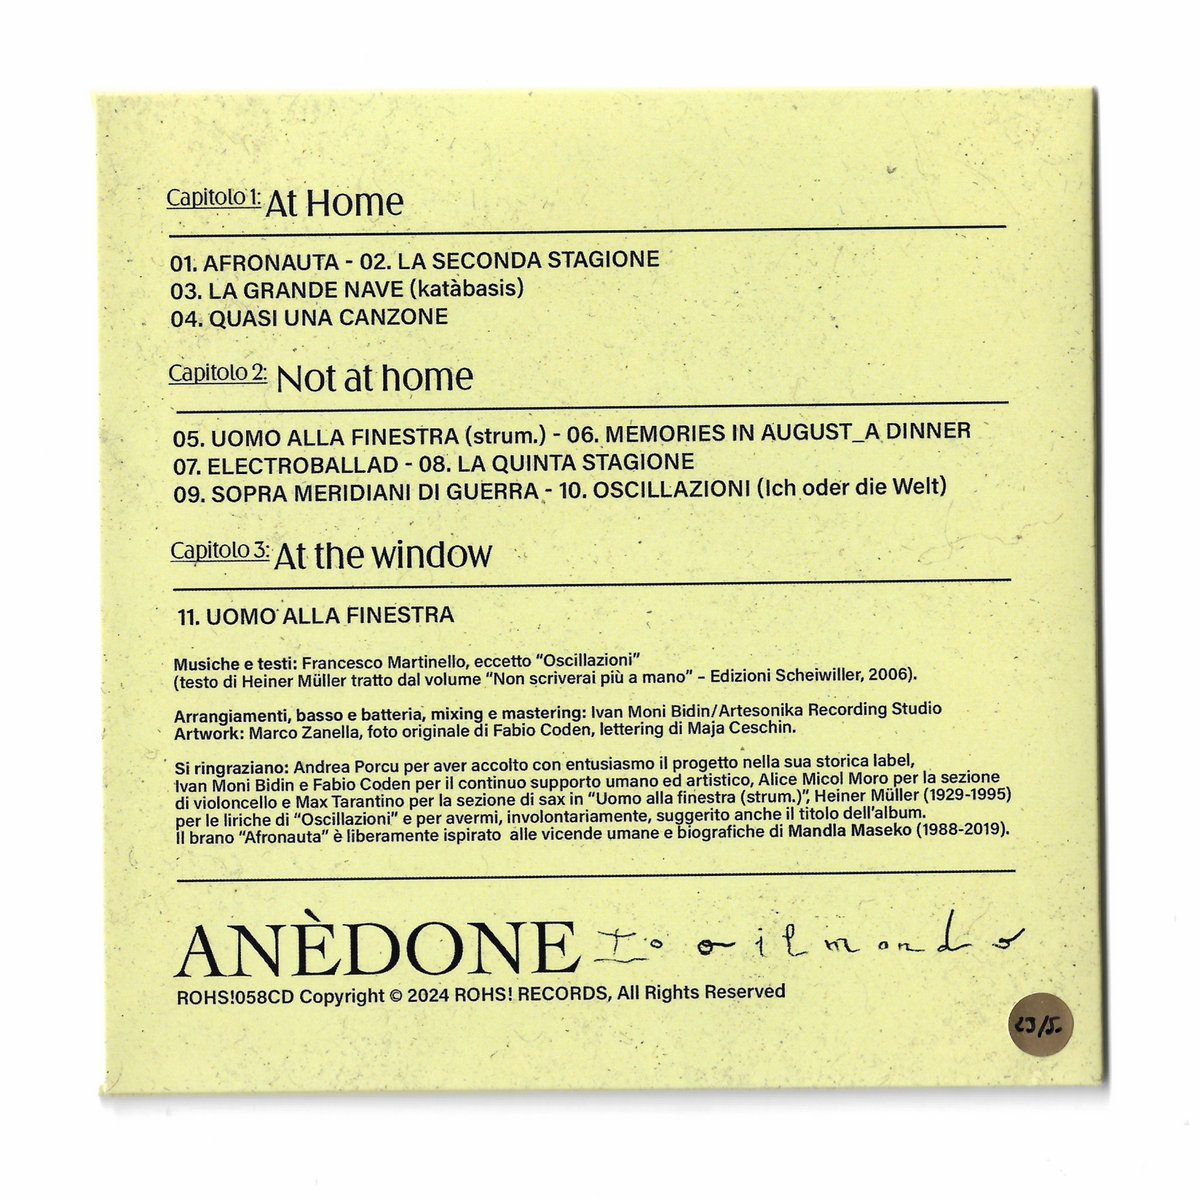 Capitolo 1: At Home
01. AFRONAUTA - 02. LA SECONDA STAGIONE
03. LA GRANDE NAVE (katàbasis)
04. QUASI UNA CANZONE
Capitolo 2: Not at home
05. UOMO ALLA FINESTRA (strum.) - 06. MEMORIES IN AUGUST_A DINNER
07. ELECTROBALLAD - 08. LA QUINTA STAGIONE
09. SOPRA MERIDIANI DI GUERRA - 10. OSCILLAZIONI (Ich oder die Welt)
Capitolo 3: At the window
11. UOMO ALLA FINESTRA
Musiche e testi: Francesco Martinello, eccetto “Oscillazioni”
(testo di Heiner Müller tratto dal volume “Non scriverai più a mano” – Edizioni Scheiwiller, 2006).
Arrangiamenti, basso e batteria, mixing e mastering: Ivan Moni Bidin/Artesonika Recording Studio
Artwork: Marco Zanella, foto originale di Fabio Coden, lettering di Maja Ceschin.
Si ringraziano: Andrea Porcu per aver accolto con entusiasmo il progetto nella sua storica label,
Ivan Moni Bidin e Fabio Coden per il continuo supporto umano ed artistico, Alice Micol Moro per la sezione
di violoncello e Max Tarantino per la sezione di sax in “Uomo alla finestra (strum.)”, Heiner Müller (1929-1995)
per le liriche di “Oscillazioni” e per avermi, involontariamente, suggerito anche il titolo dell'album.
Il brano “Afronauta” è liberamente ispirato alle vicende umane e biografiche di Mandla Maseko (1988-2019).
ANÈDONE Io o il mondo
ROHS!058CD Copyright © 2024 ROHS! RECORDS, All Rights Reserved